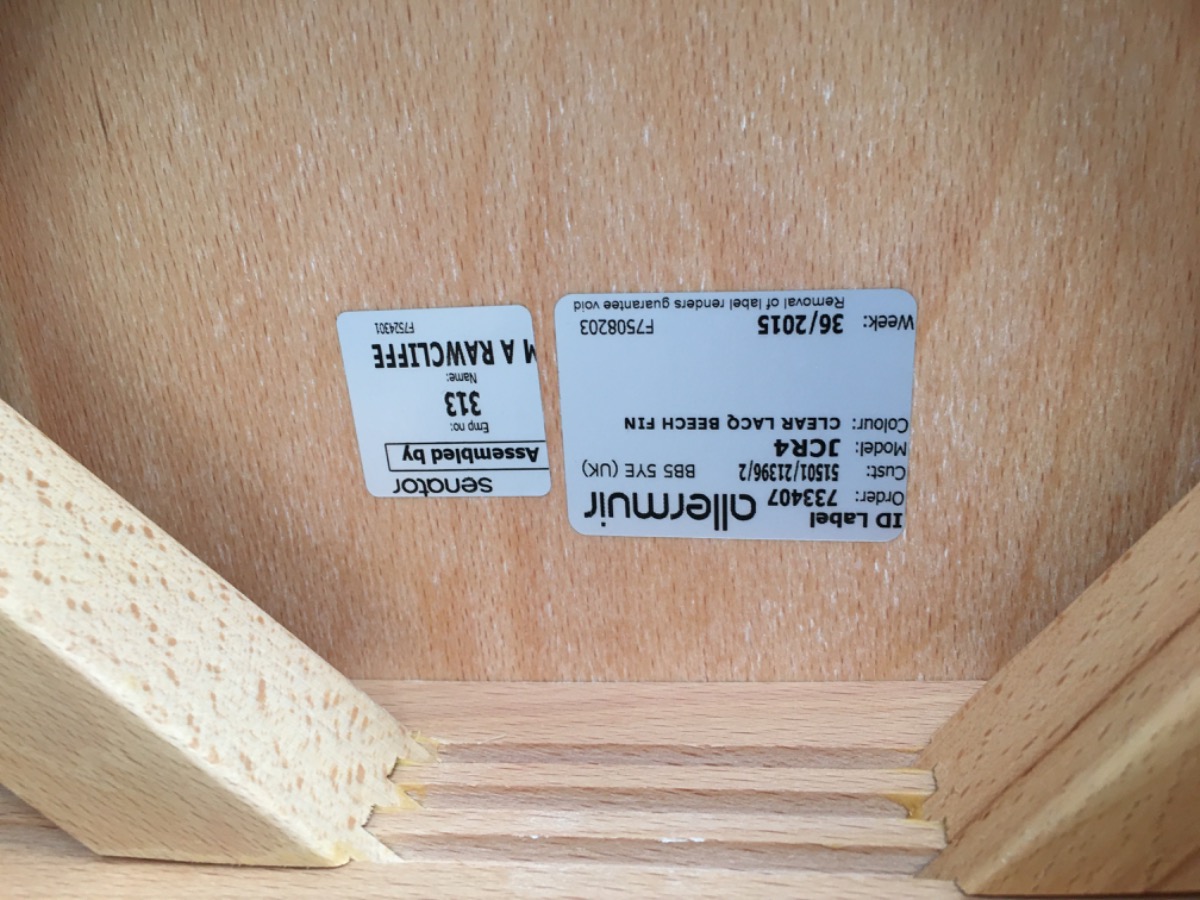 ID Label
allermuir
Order: 733407
Cust: 51501/21396/2 BB5 5YE (UK)
Model: JCR4
Colour: CLEAR LACQ BEECH FIN
Week: 36/2015 F7508203
Removal of label renders guarantee void
senator
Assembled by
Emp no:
313
Name:
M A RAWCLIFFE
F7524301